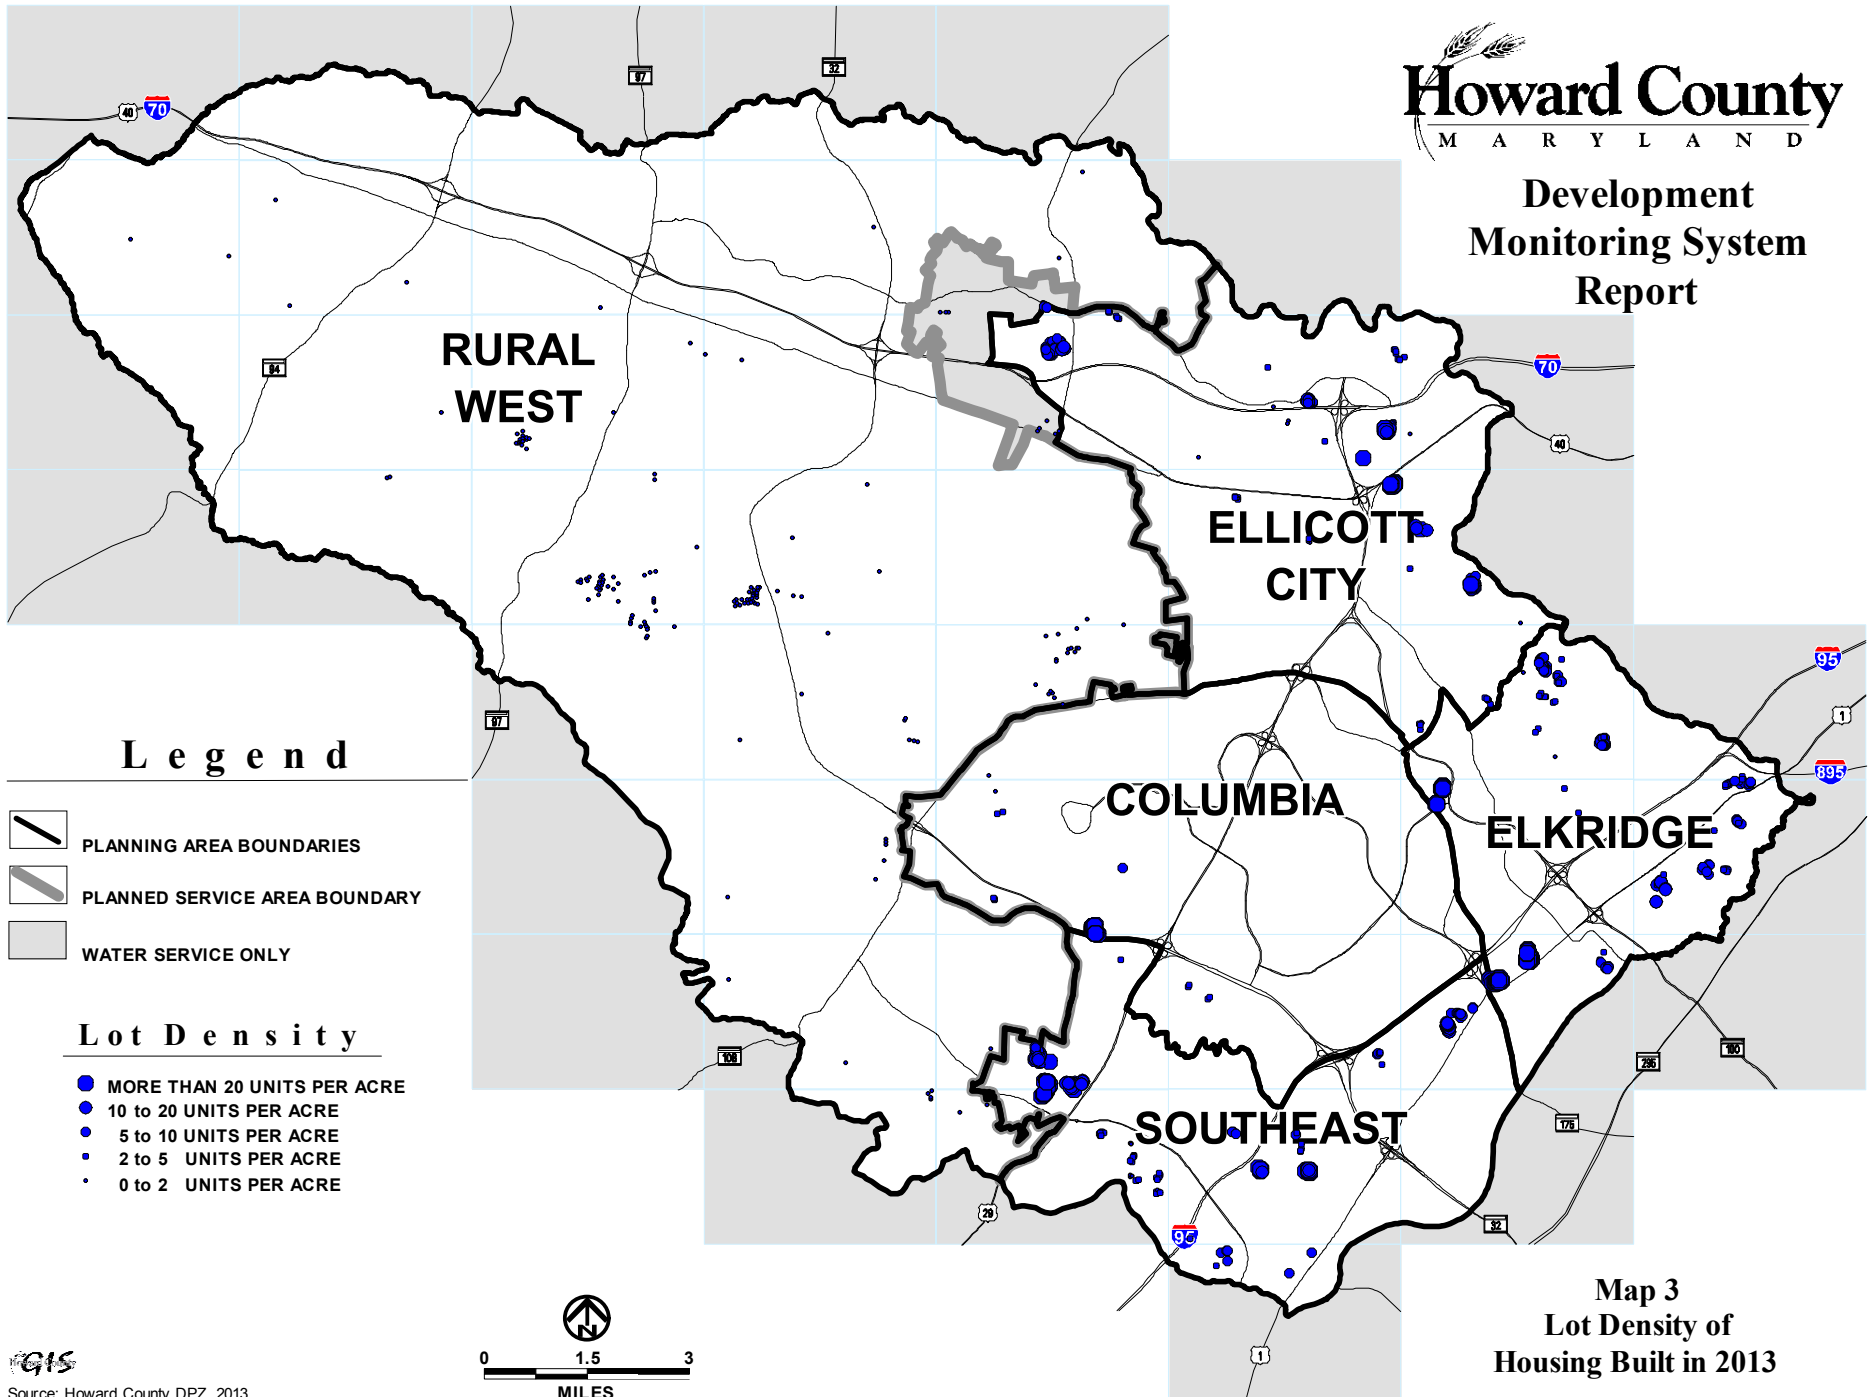 Howard County
MARYLAND
Development
Monitoring System
Report
40
70
97
32
94
RURAL
WEST
70
40
ELLICOTT
CITY
95
1
895
97
COLUMBIA
ELKRIDGE
Legend
PLANNING AREA BOUNDARIES
PLANNED SERVICE AREA BOUNDARY
WATER SERVICE ONLY
Lot Density
MORE THAN 20 UNITS PER ACRE
10 to 20 UNITS PER ACRE
5 to 10 UNITS PER ACRE
2 to 5 UNITS PER ACRE
0 to 2 UNITS PER ACRE
108
295
100
175
SOUTHEAST
29
95
32
1
Map 3
Lot Density of
Housing Built in 2013
N
0 1.5 3
MILES
Howard County
GIS
Source: Howard County DPZ, 2013